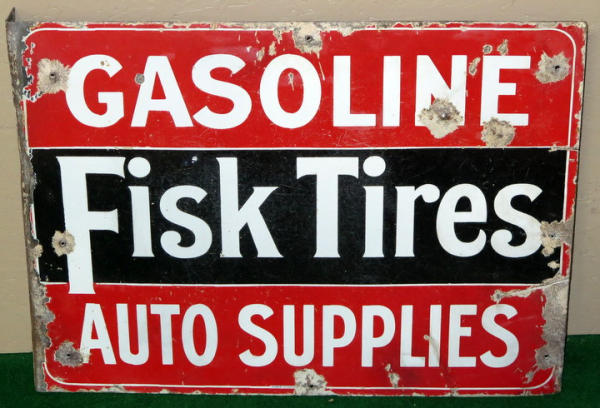 GASOLINE
Fisk Tires
AUTO SUPPLIES